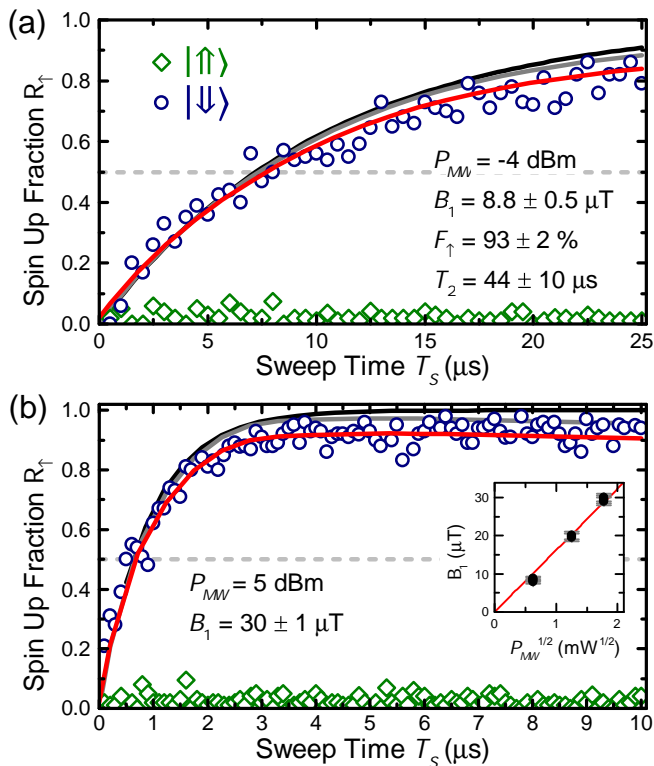 (a)
Spin Up Fraction R↑
1.0
0.8
0.6
0.4
0.2
0.0
|⇑⟩
|⇓⟩
P_MW = -4 dBm
B_1 = 8.8 ± 0.5 μT
F_↑ = 93 ± 2 %
T_2 = 44 ± 10 μs
0 5 10 15 20 25
Sweep Time T_S (μs)
(b)
Spin Up Fraction R↑
1.0
0.8
0.6
0.4
0.2
0.0
P_MW = 5 dBm
B_1 = 30 ± 1 μT
B_1 (μT)
30
20
10
0
0 1 2
P_MW^1/2 (mW^1/2)
0 1 2 3 4 5 6 7 8 9 10
Sweep Time T_S (μs)